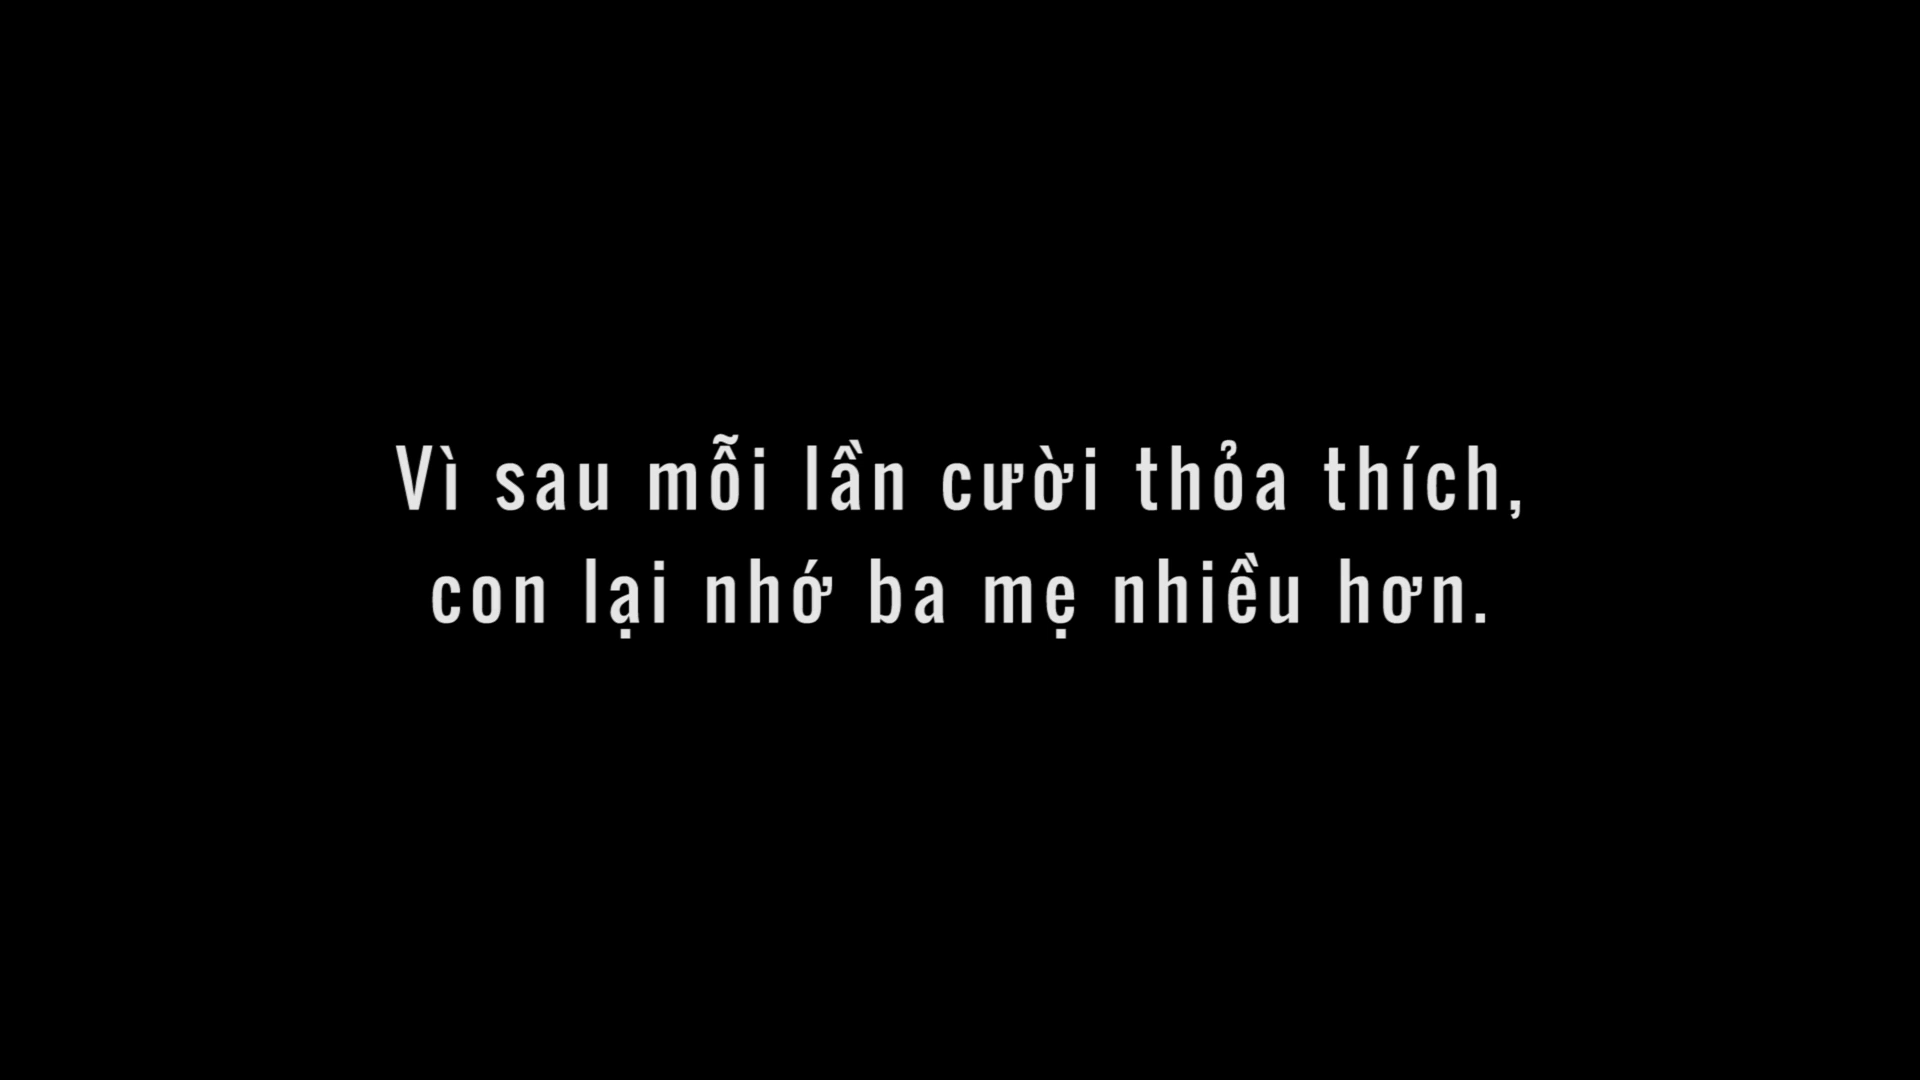 Vì sau mỗi lần cười thỏa thích,
con lại nhớ ba mẹ nhiều hơn.